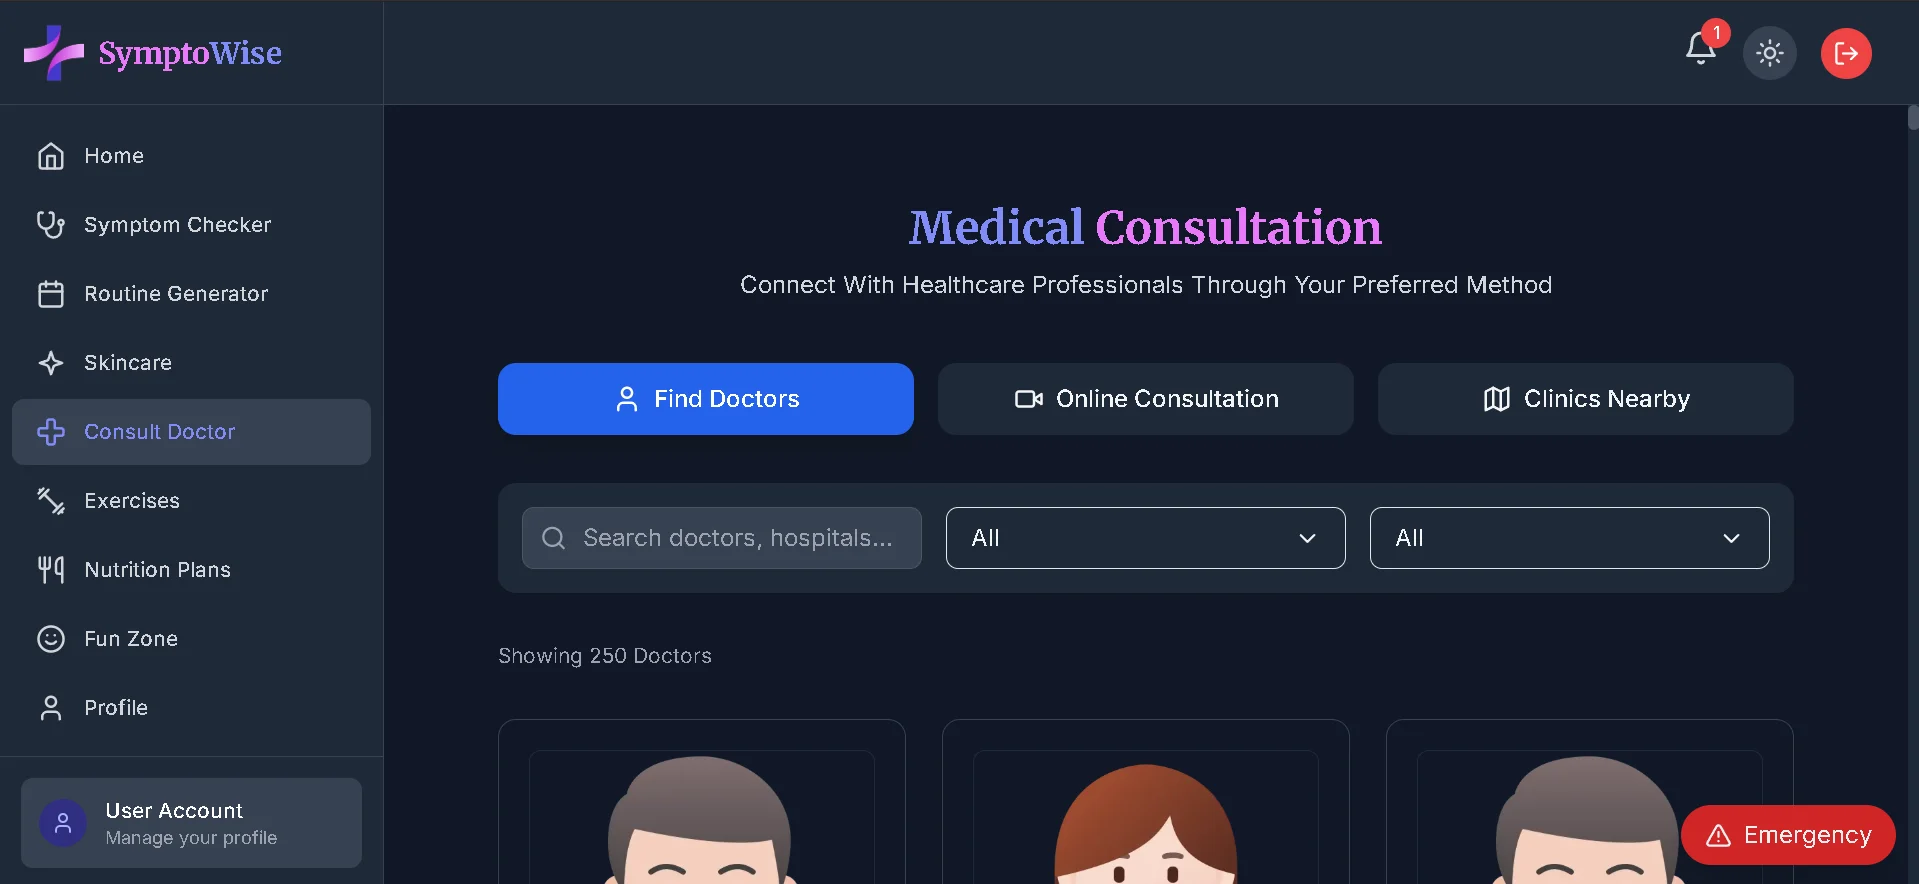 SymptoWise
1
Home
Symptom Checker
Routine Generator
Skincare
Consult Doctor
Exercises
Nutrition Plans
Fun Zone
Profile
User Account
Manage your profile
Medical Consultation
Connect With Healthcare Professionals Through Your Preferred Method
Find Doctors
Online Consultation
Clinics Nearby
Search doctors, hospitals...
All
All
Showing 250 Doctors
Emergency